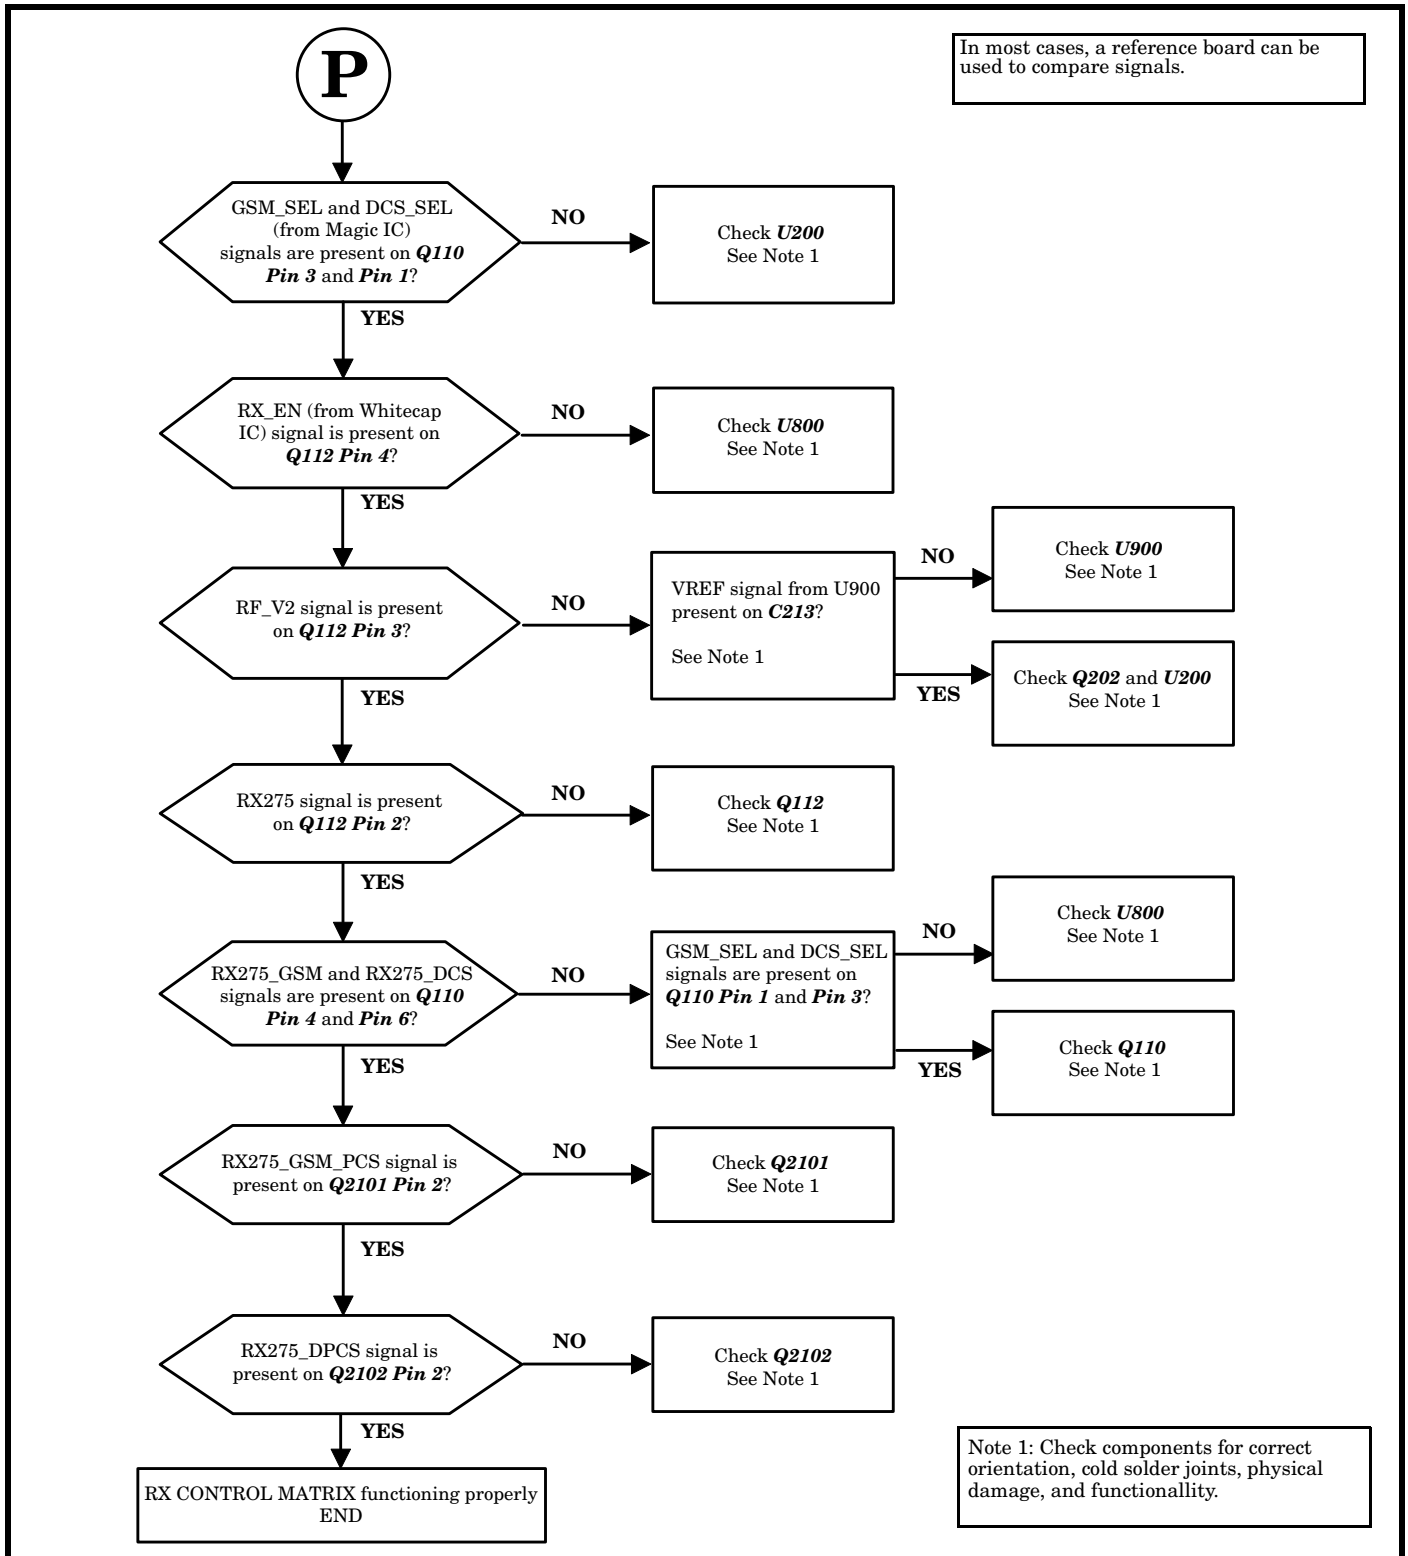 P
In most cases, a reference board can be
used to compare signals.
GSM_SEL and DCS_SEL
(from Magic IC)
signals are present on Q110
Pin 3 and Pin 1?
NO
Check U200
See Note 1
YES
RX_EN (from Whitecap
IC) signal is present on
Q112 Pin 4?
NO
Check U800
See Note 1
YES
RF_V2 signal is present
on Q112 Pin 3?
NO
VREF signal from U900
present on C213?
See Note 1
NO
Check U900
See Note 1
YES
Check Q202 and U200
See Note 1
YES
RX275 signal is present
on Q112 Pin 2?
NO
Check Q112
See Note 1
YES
RX275_GSM and RX275_DCS
signals are present on Q110
Pin 4 and Pin 6?
NO
GSM_SEL and DCS_SEL
signals are present on
Q110 Pin 1 and Pin 3?
See Note 1
NO
Check U800
See Note 1
YES
Check Q110
See Note 1
YES
RX275_GSM_PCS signal is
present on Q2101 Pin 2?
NO
Check Q2101
See Note 1
YES
RX275_DPCS signal is
present on Q2102 Pin 2?
NO
Check Q2102
See Note 1
YES
RX CONTROL MATRIX functioning properly
END
Note 1: Check components for correct
orientation, cold solder joints, physical
damage, and functionallity.